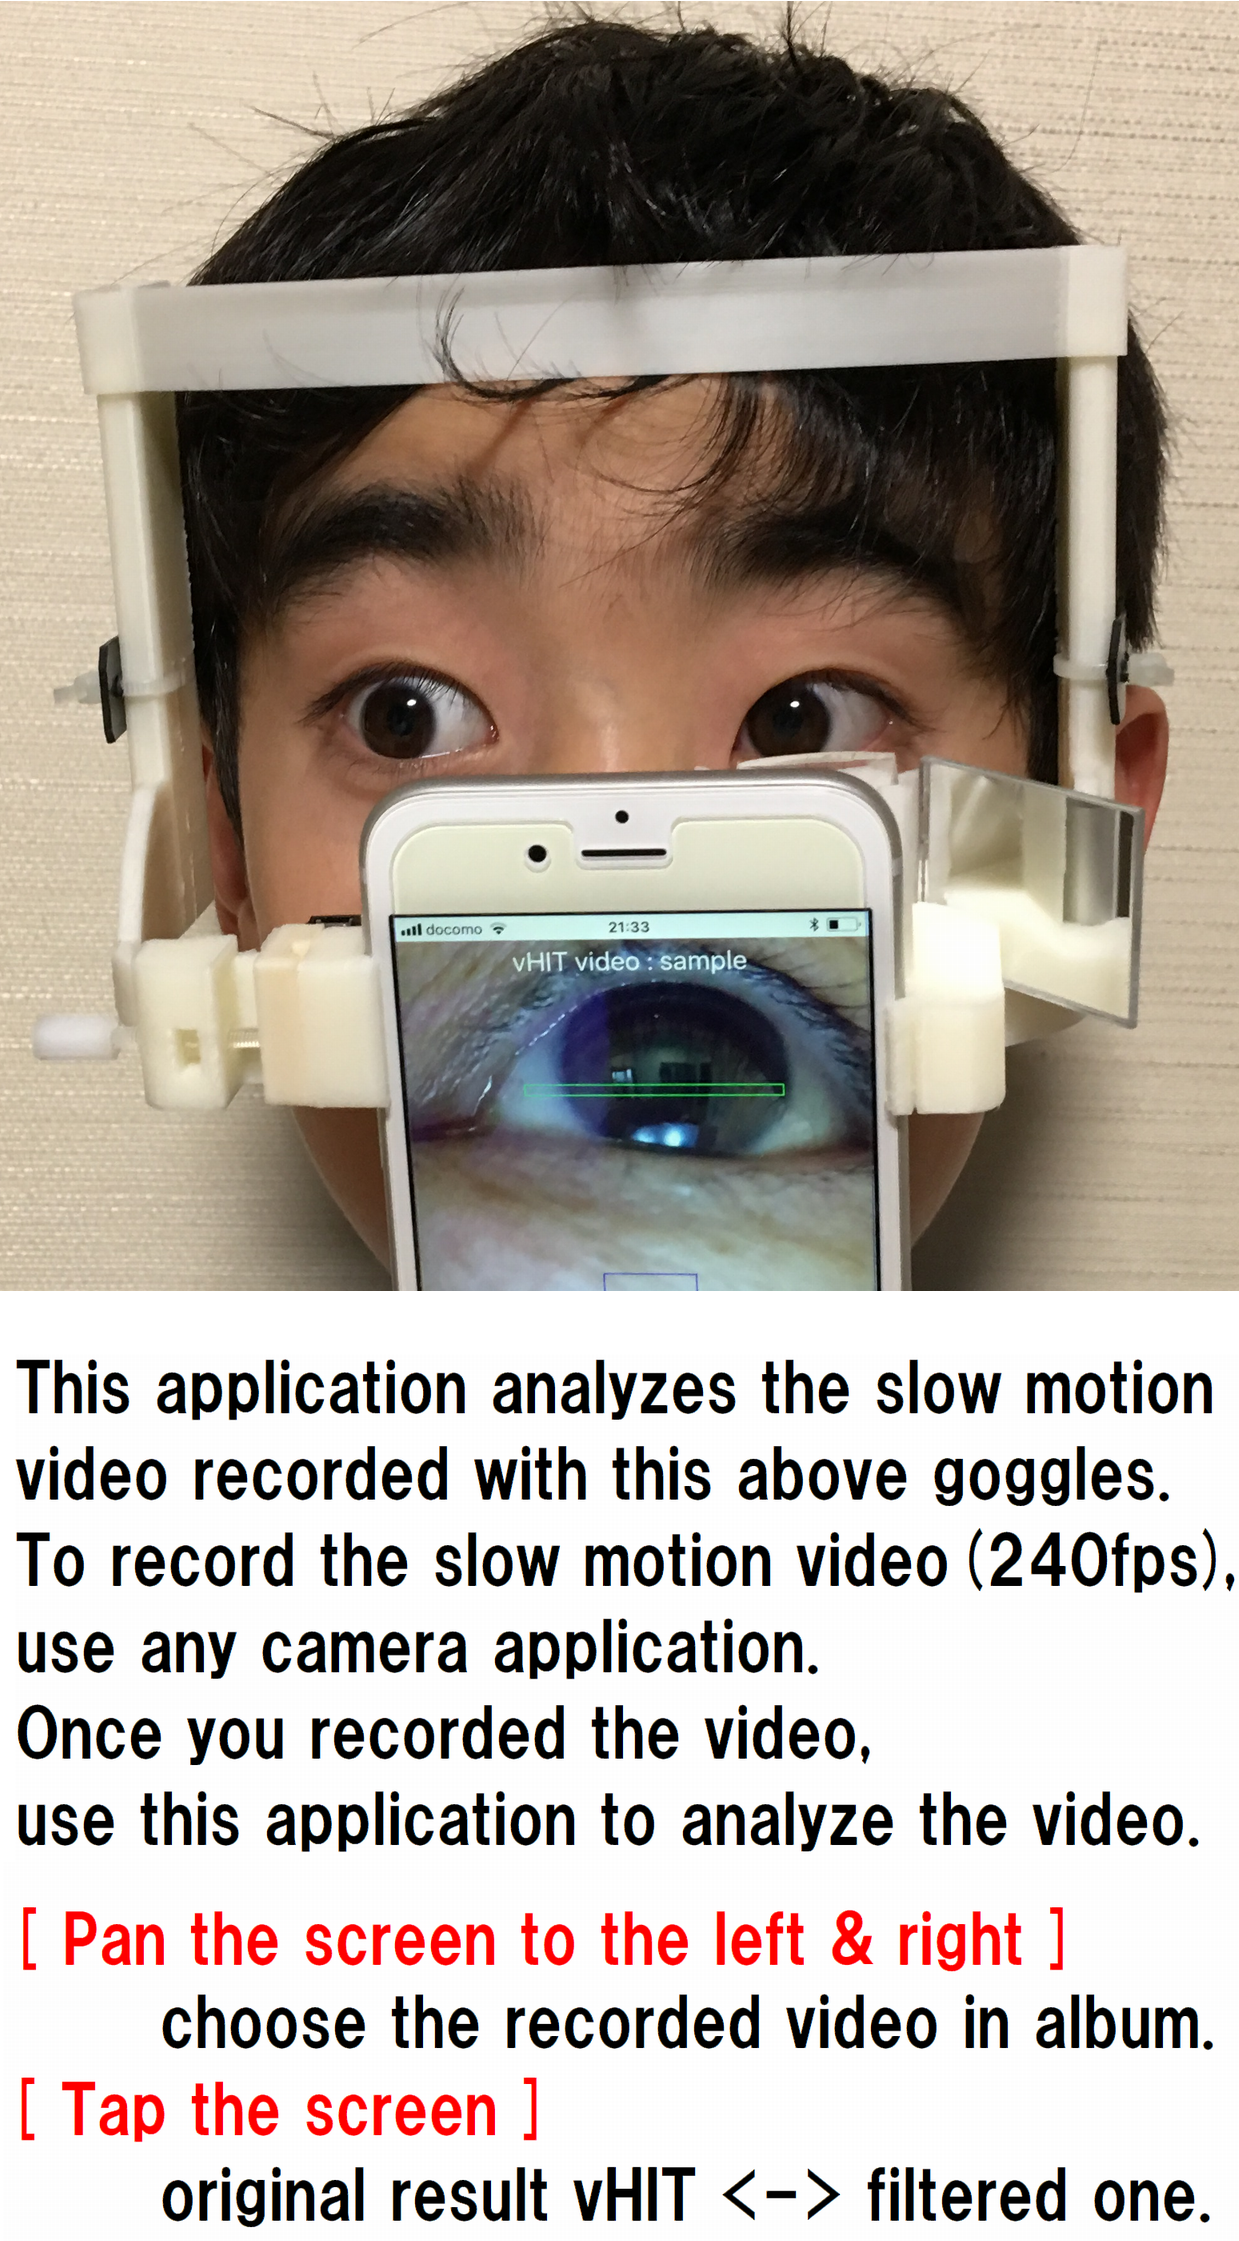 docomo 21:33
vHIT video : sample
This application analyzes the slow motion
video recorded with this above goggles.
To record the slow motion video (240fps),
use any camera application.
Once you recorded the video,
use this application to analyze the video.
[ Pan the screen to the left & right ]
choose the recorded video in album.
[ Tap the screen ]
original result vHIT <-> filtered one.